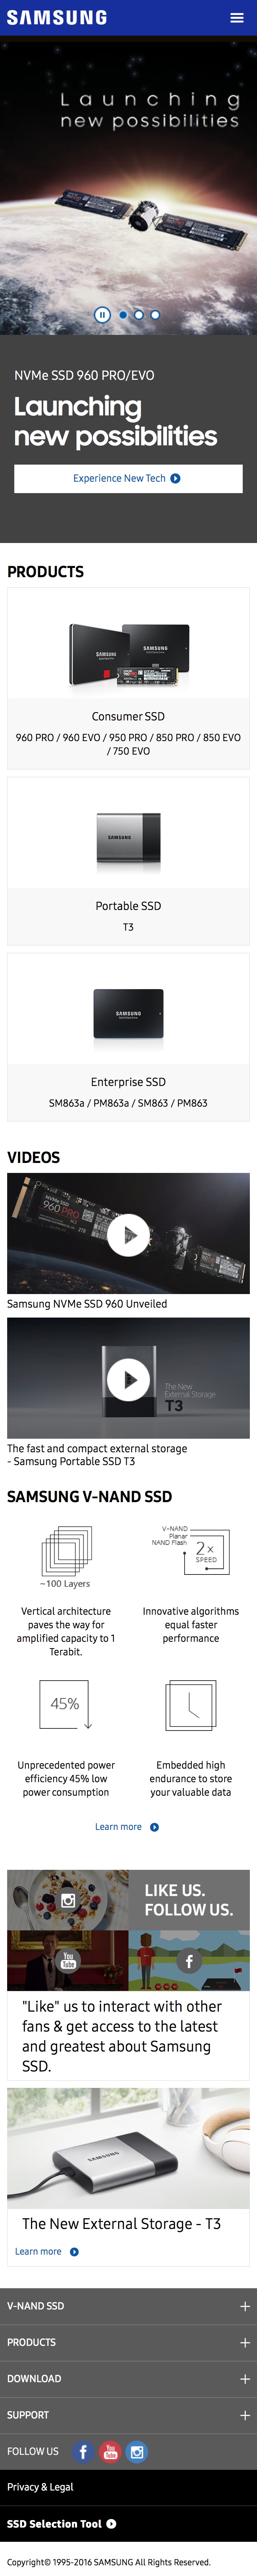 SAMSUNG
Launching
new possibilities
NVMe SSD 960 PRO/EVO
Launching
new possibilities
Experience New Tech
PRODUCTS
SAMSUNG
SAMSUNG
Consumer SSD
960 PRO / 960 EVO / 950 PRO / 850 PRO / 850 EVO
/ 750 EVO
SAMSUNG
Portable SSD
T3
SAMSUNG
Enterprise SSD
SM863a / PM863a / SM863 / PM863
VIDEOS
960 PRO
Samsung NVMe SSD 960 Unveiled
The New
External Storage
T3
The fast and compact external storage
- Samsung Portable SSD T3
SAMSUNG V-NAND SSD
~100 Layers
V-NAND
Planar
NAND Flash
2x
SPEED
Vertical architecture
paves the way for
amplified capacity to 1
Terabit.
Innovative algorithms
equal faster
performance
45%
Unprecedented power
efficiency 45% low
power consumption
Embedded high
endurance to store
your valuable data
Learn more
LIKE US.
FOLLOW US.
You
Tube
f
"Like" us to interact with other
fans & get access to the latest
and greatest about Samsung
SSD.
SAMSUNG
The New External Storage - T3
Learn more
V-NAND SSD
PRODUCTS
DOWNLOAD
SUPPORT
FOLLOW US
f
You
Tube
Privacy & Legal
SSD Selection Tool
Copyright© 1995-2016 SAMSUNG All Rights Reserved.